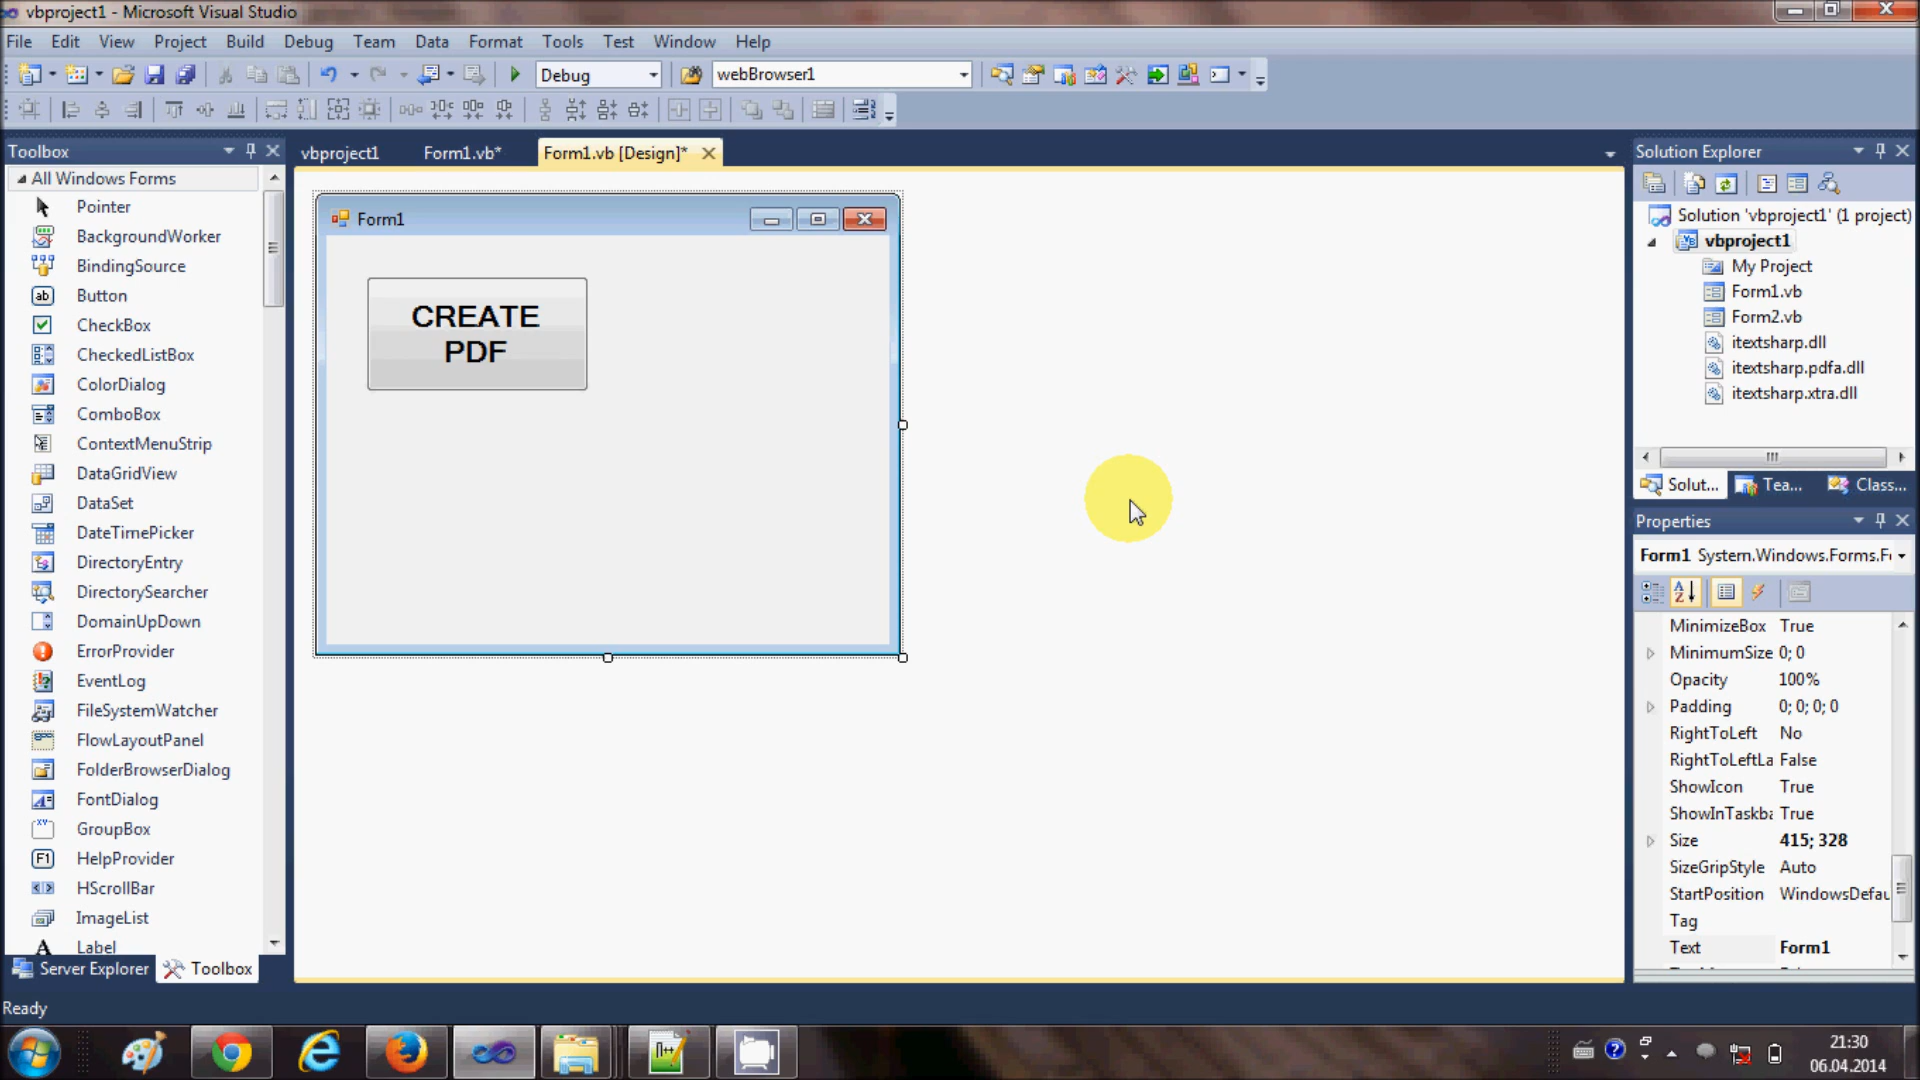 vbproject1 - Microsoft Visual Studio
File Edit View Project Build Debug Team Data Format Tools Test Window Help
Debug webBrowser1
Toolbox
vbproject1 Form1.vb* Form1.vb [Design]*
Solution Explorer
All Windows Forms
Pointer
BackgroundWorker
BindingSource
Button
CheckBox
CheckedListBox
ColorDialog
ComboBox
ContextMenuStrip
DataGridView
DataSet
DateTimePicker
DirectoryEntry
DirectorySearcher
DomainUpDown
ErrorProvider
EventLog
FileSystemWatcher
FlowLayoutPanel
FolderBrowserDialog
FontDialog
GroupBox
HelpProvider
HScrollBar
ImageList
Label
Server Explorer Toolbox
Form1
CREATE
PDF
Solution 'vbproject1' (1 project)
vbproject1
My Project
Form1.vb
Form2.vb
itextsharp.dll
itextsharp.pdfa.dll
itextsharp.xtra.dll
Solut... Tea... Class...
Properties
Form1 System.Windows.Forms.F
MinimizeBox True
MinimumSize 0; 0
Opacity 100%
Padding 0; 0; 0; 0
RightToLeft No
RightToLeftLa False
ShowIcon True
ShowInTaskba True
Size 415; 328
SizeGripStyle Auto
StartPosition WindowsDefau
Tag
Text Form1
Ready
21:30
06.04.2014